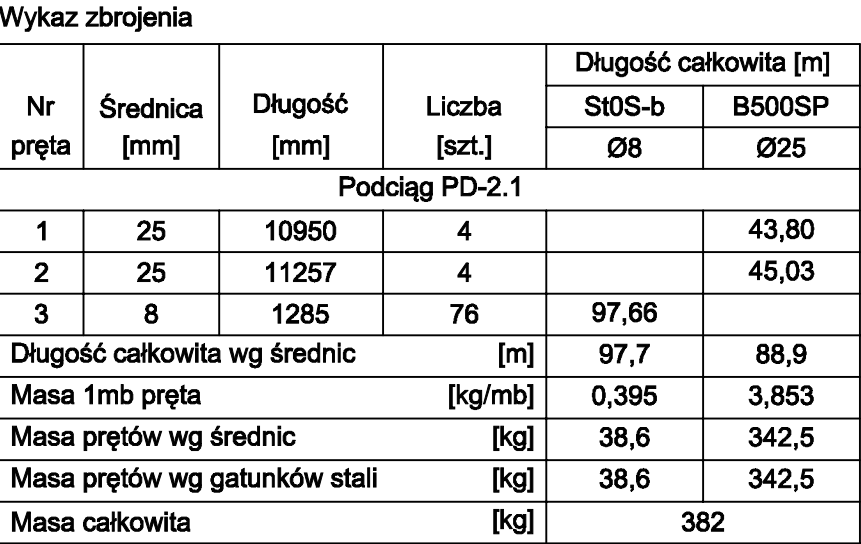 Wykaz zbrojenia
Nr pręta Średnica [mm] Długość [mm] Liczba [szt.] Długość całkowita [m]
St0S-b B500SP
Ø8 Ø25
Podciąg PD-2.1
1 25 10950 4 43,80
2 25 11257 4 45,03
3 8 1285 76 97,66
Długość całkowita wg średnic [m] 97,7 88,9
Masa 1mb pręta [kg/mb] 0,395 3,853
Masa prętów wg średnic [kg] 38,6 342,5
Masa prętów wg gatunków stali [kg] 38,6 342,5
Masa całkowita [kg] 382